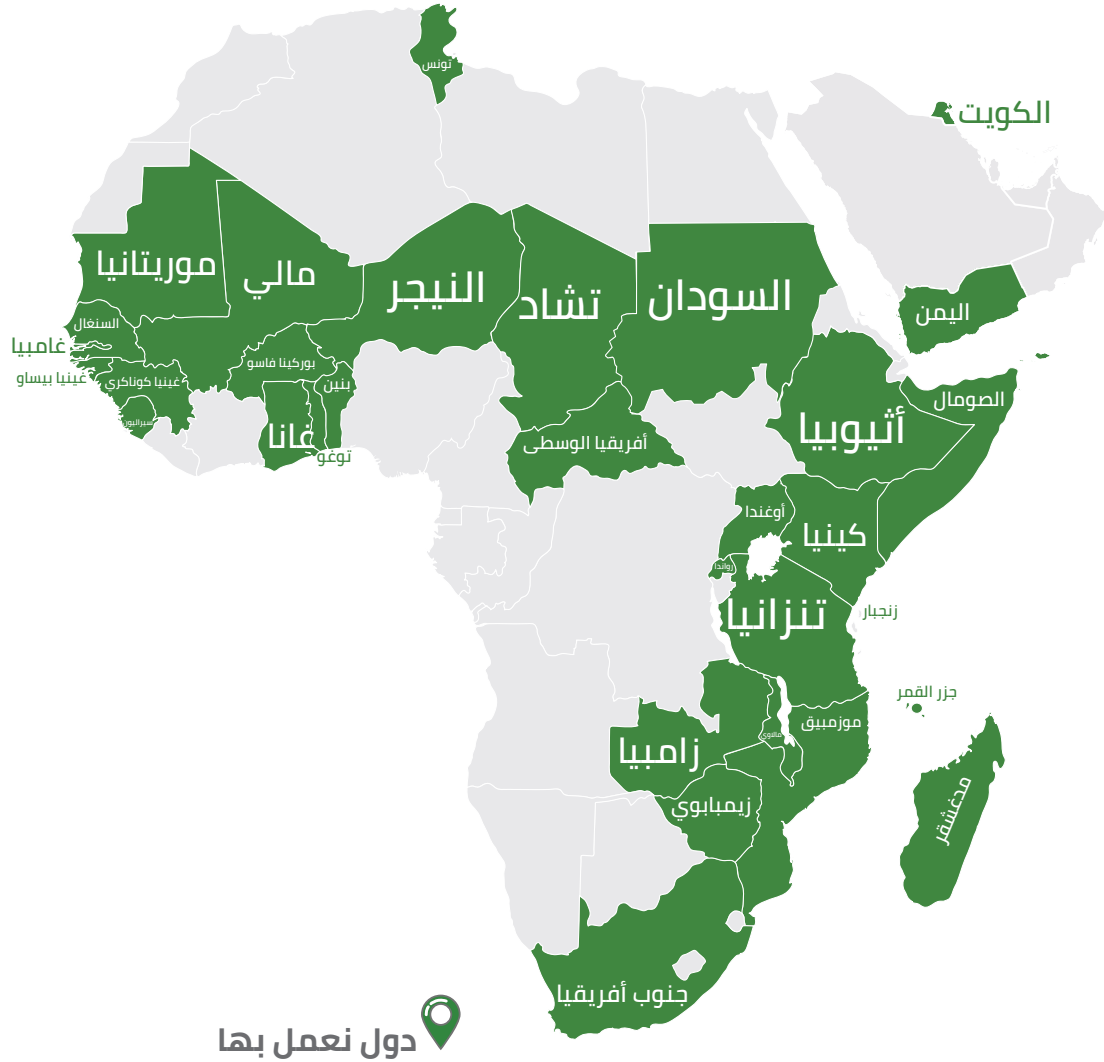 تونس
الكويت
موريتانيا
مالي
النيجر
تشاد
السودان
اليمن
السنغال
غامبيا
غينيا بيساو
غينيا كوناكري
بوركينا فاسو
بنين
سيراليون
غانا
توغو
أفريقيا الوسطى
أثيوبيا
الصومال
أوغندا
كينيا
رواندا
تنزانيا
زنجبار
جزر القمر
موزمبيق
مالاوي
زامبيا
زيمبابوي
مدغشقر
جنوب أفريقيا
دول نعمل بها